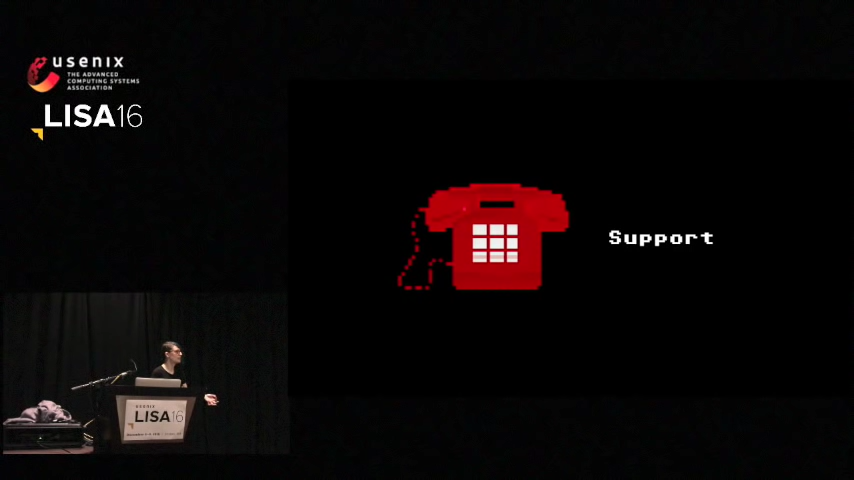 usenix
THE ADVANCED
COMPUTING SYSTEMS
ASSOCIATION
LISA16
Support
usenix
LISA16